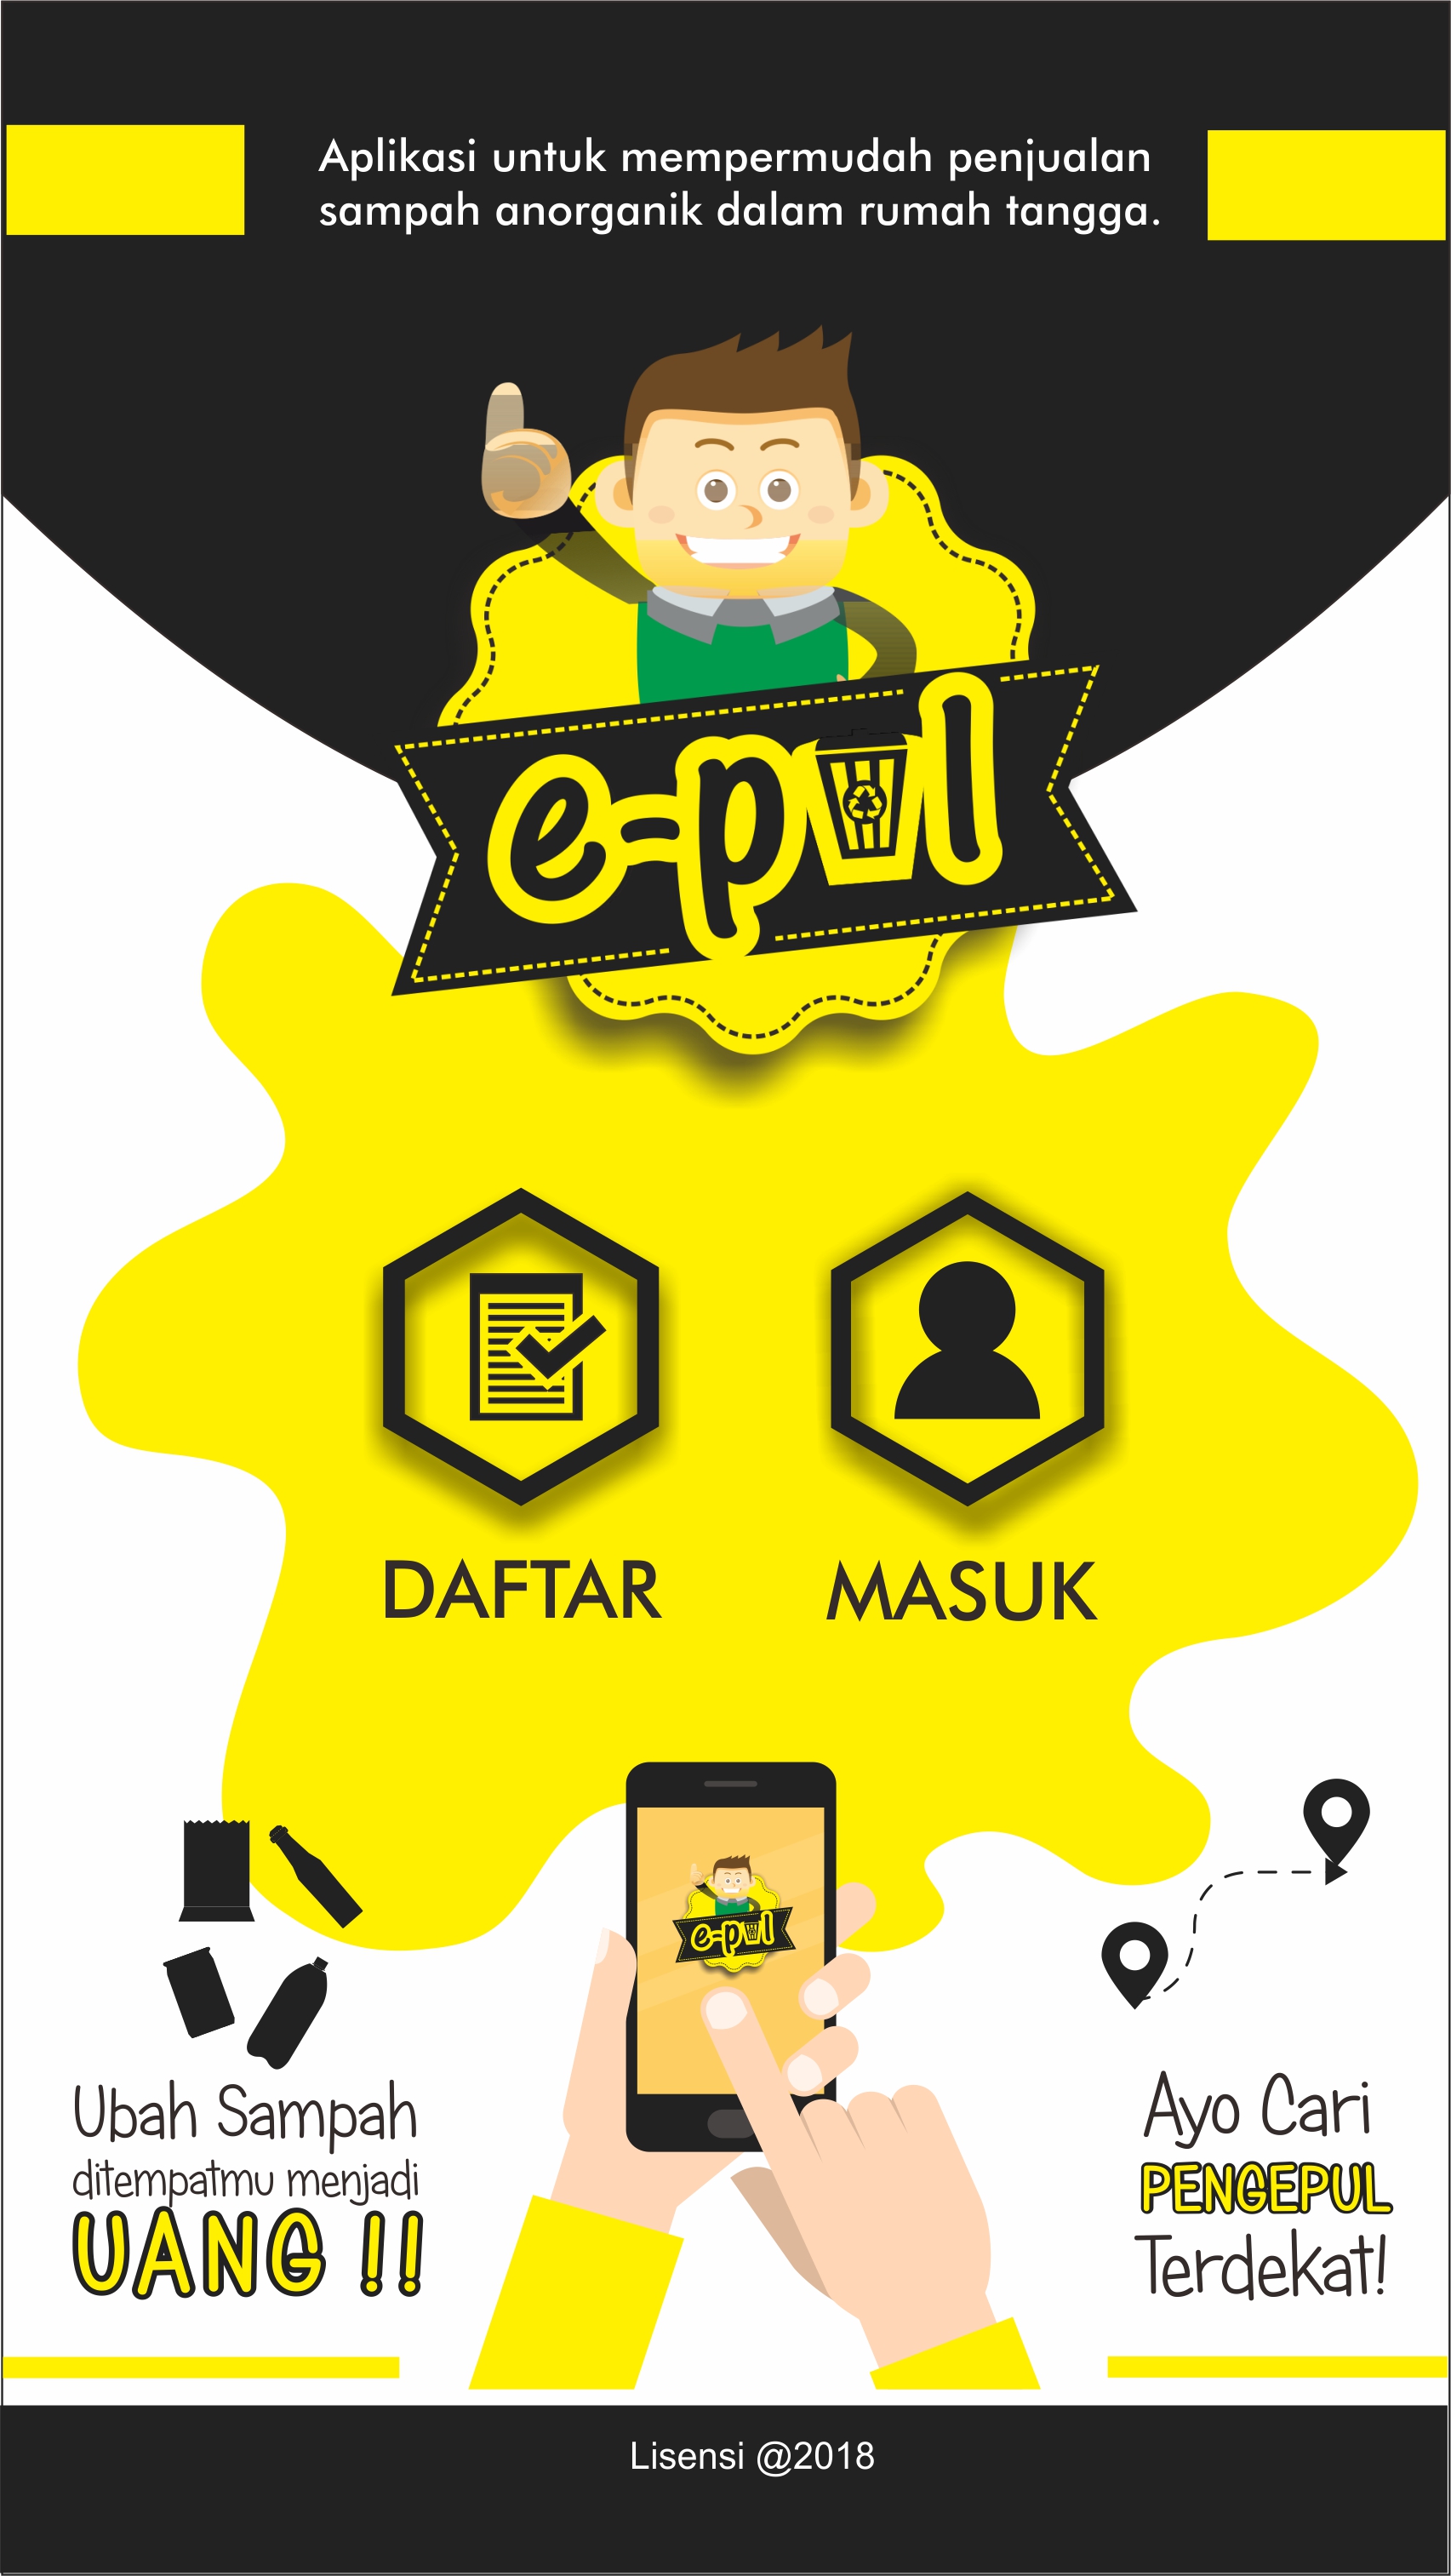 Aplikasi untuk mempermudah penjualan
sampah anorganik dalam rumah tangga.
e-pul
DAFTAR
MASUK
e-pul
Ubah Sampah
ditempatmu menjadi
UANG !!
Ayo Cari
PENGEPUL
Terdekat!
Lisensi @2018